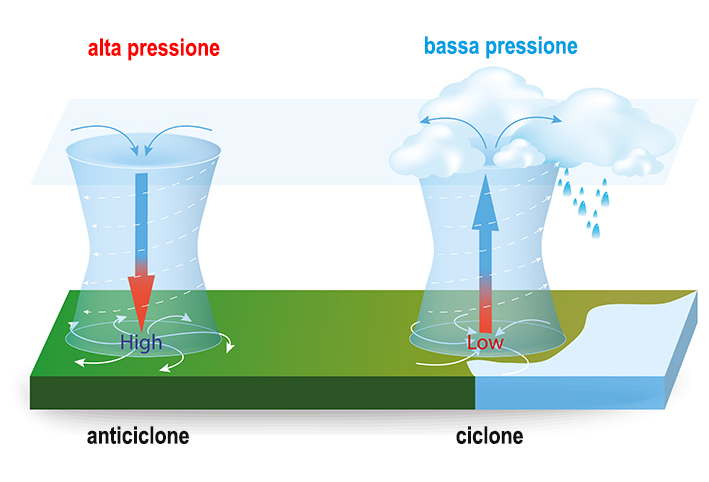 alta pressione
bassa pressione
High
Low
anticiclone
ciclone